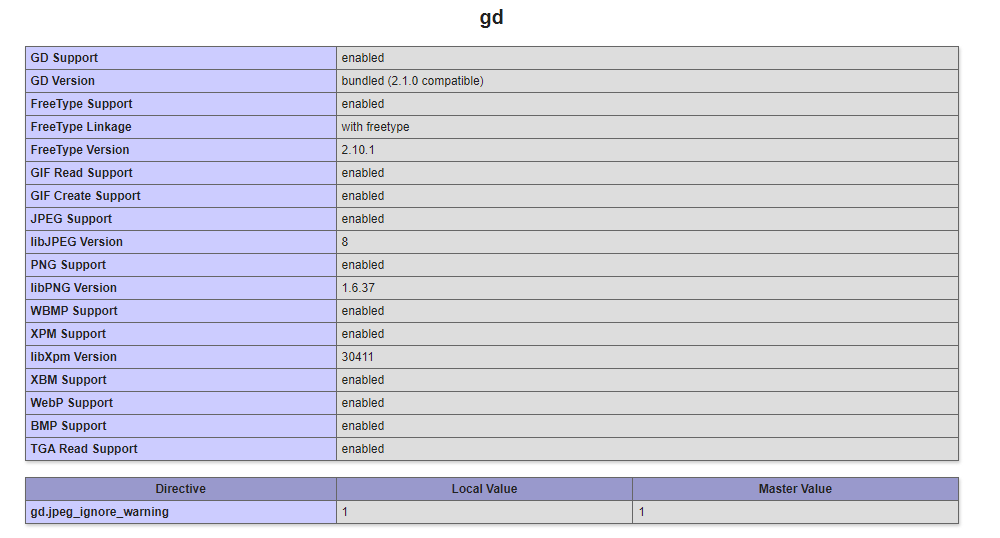 gd
GD Support enabled
GD Version bundled (2.1.0 compatible)
FreeType Support enabled
FreeType Linkage with freetype
FreeType Version 2.10.1
GIF Read Support enabled
GIF Create Support enabled
JPEG Support enabled
libJPEG Version 8
PNG Support enabled
libPNG Version 1.6.37
WBMP Support enabled
XPM Support enabled
libXpm Version 30411
XBM Support enabled
WebP Support enabled
BMP Support enabled
TGA Read Support enabled
Directive Local Value Master Value
gd.jpeg_ignore_warning 1 1